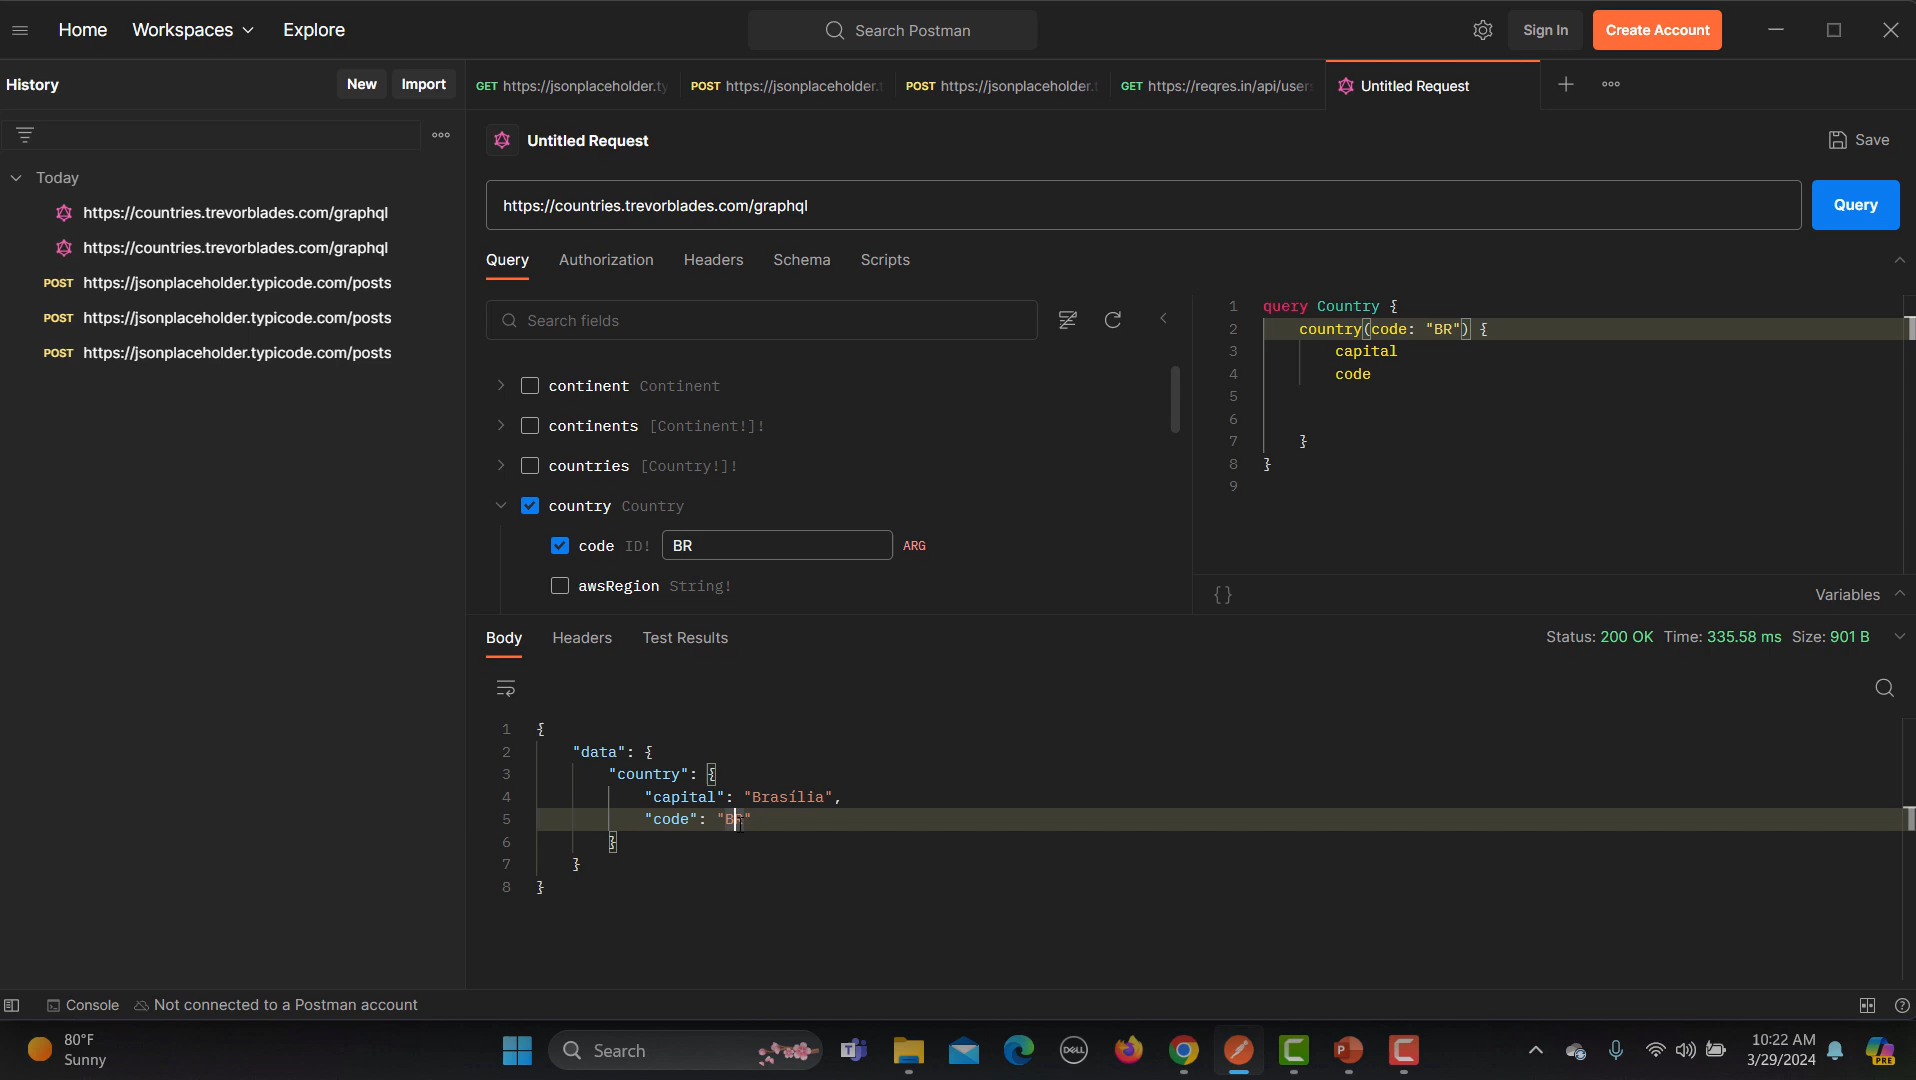 Home
Workspaces
Explore
Search Postman
Sign In
Create Account
History
New
Import
GET https://jsonplaceholder.ty
POST https://jsonplaceholder.
POST https://jsonplaceholder.t
GET https://reqres.in/api/users
Untitled Request
Untitled Request
Save
Today
https://countries.trevorblades.com/graphql
https://countries.trevorblades.com/graphql
POST https://jsonplaceholder.typicode.com/posts
POST https://jsonplaceholder.typicode.com/posts
POST https://jsonplaceholder.typicode.com/posts
https://countries.trevorblades.com/graphql
Query
Query
Authorization
Headers
Schema
Scripts
Search fields
continent Continent
continents [Continent!]!
countries [Country!]!
country Country
code ID! BR ARG
awsRegion String!
1 query Country {
2 country(code: "BR") {
3 capital
4 code
5
6
7 }
8 }
9
{}
Variables
Body
Headers
Test Results
Status: 200 OK Time: 335.58 ms Size: 901 B
1 {
2 "data": {
3 "country": {
4 "capital": "Brasília",
5 "code": "BR"
6 }
7 }
8 }
Console
Not connected to a Postman account
80°F
Sunny
Search
DELL
10:22 AM
3/29/2024
PRE